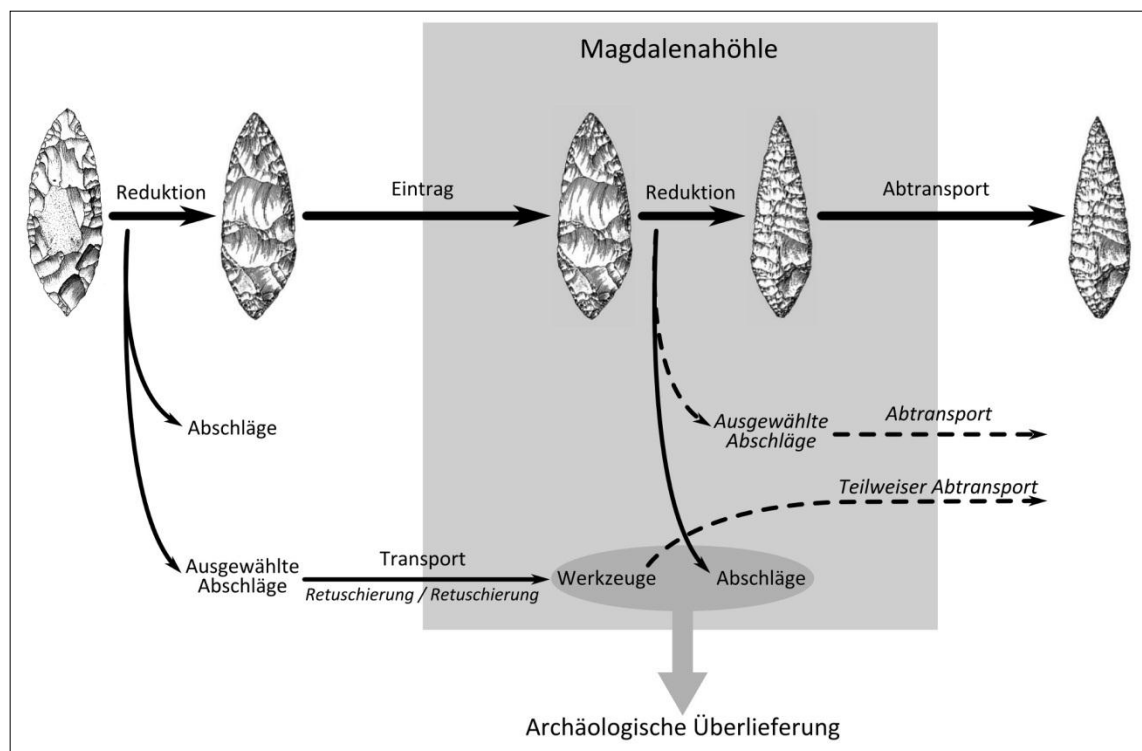 Magdalenahöhle
Reduktion
Eintrag
Reduktion
Abtransport
Abschläge
Ausgewählte
Abschläge
Abtransport
Teilweiser Abtransport
Ausgewählte
Abschläge
Transport
Retuschierung / Retuschierung
Werkzeuge
Abschläge
Archäologische Überlieferung